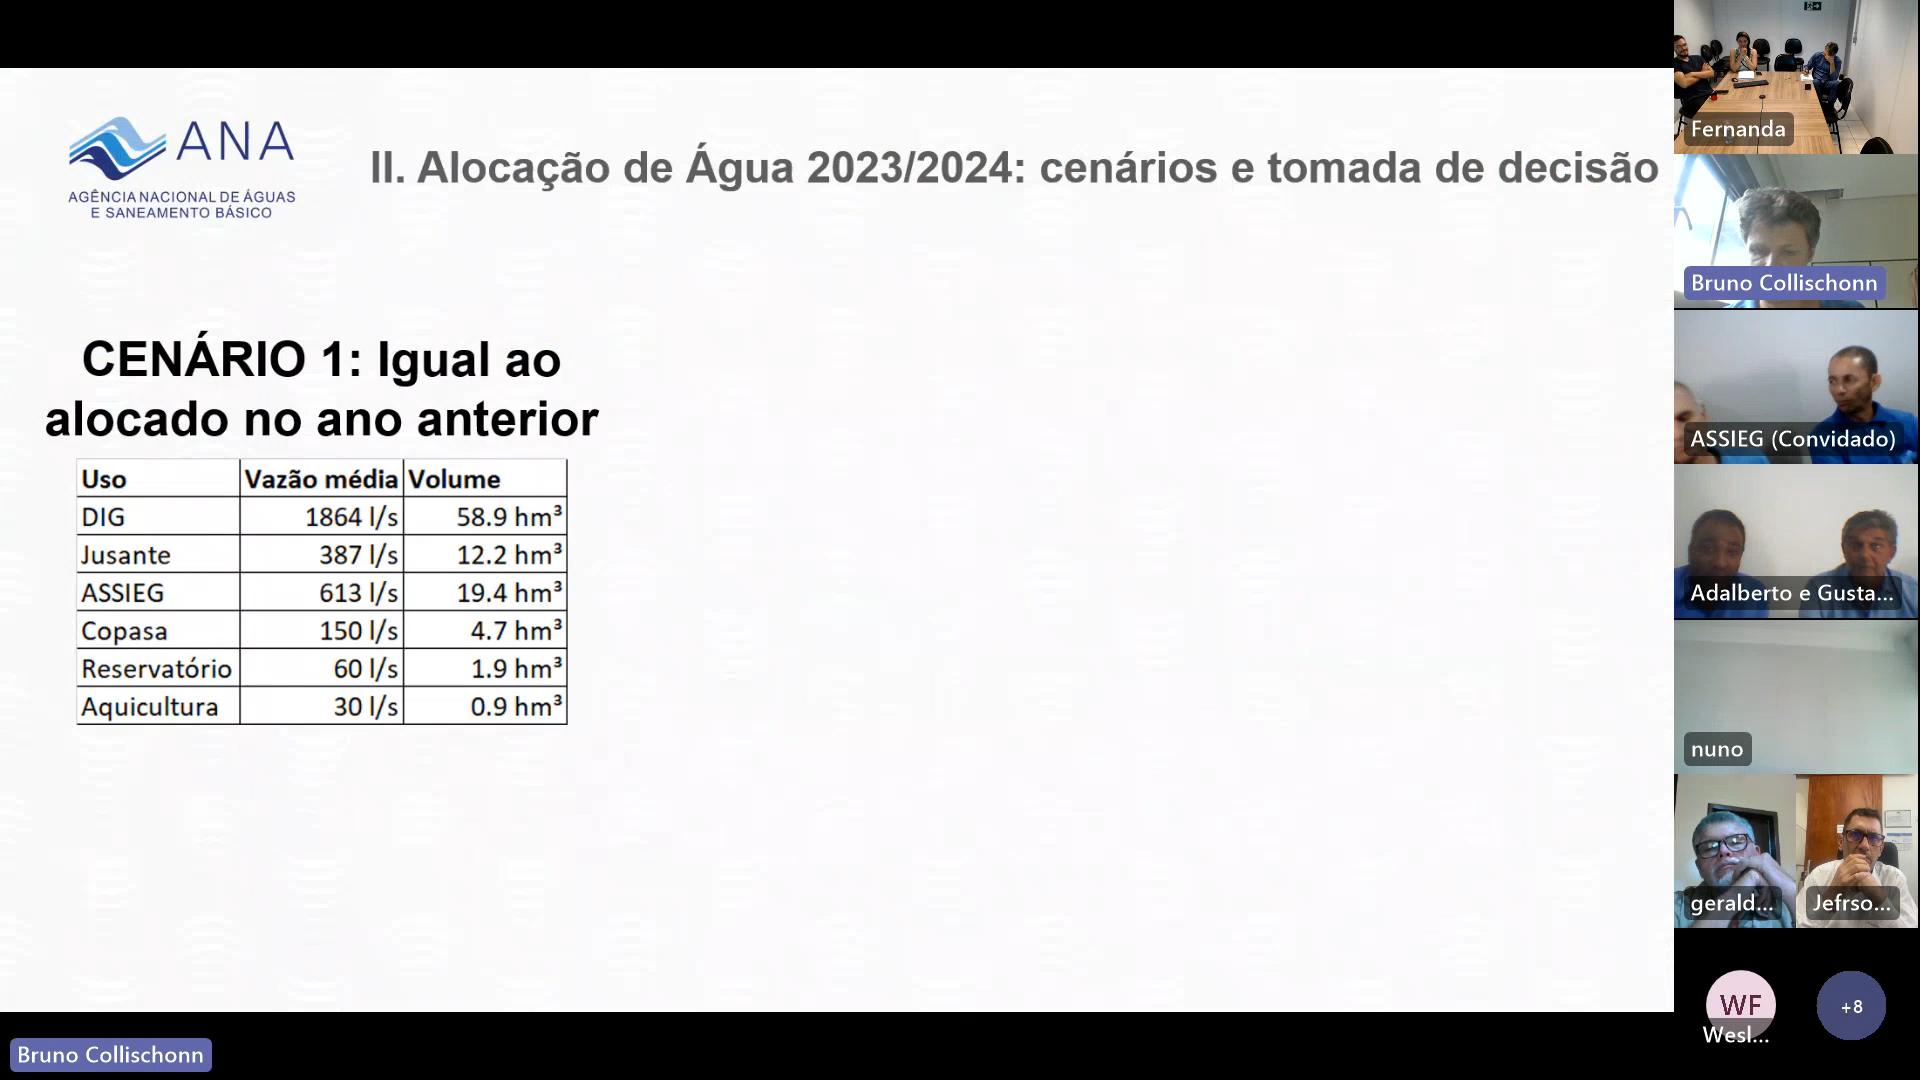 ANA
AGÊNCIA NACIONAL DE ÁGUAS
E SANEAMENTO BÁSICO
II. Alocação de Água 2023/2024: cenários e tomada de decisão
CENÁRIO 1: Igual ao
alocado no ano anterior
Uso Vazão média Volume
DIG 1864 l/s 58.9 hm³
Jusante 387 l/s 12.2 hm³
ASSIEG 613 l/s 19.4 hm³
Copasa 150 l/s 4.7 hm³
Reservatório 60 l/s 1.9 hm³
Aquicultura 30 l/s 0.9 hm³
Fernanda
Bruno Collischonn
ASSIEG (Convidado)
Adalberto e Gusta...
nuno
gerald...
Jefrso...
WF
Wesl...
+8
Bruno Collischonn